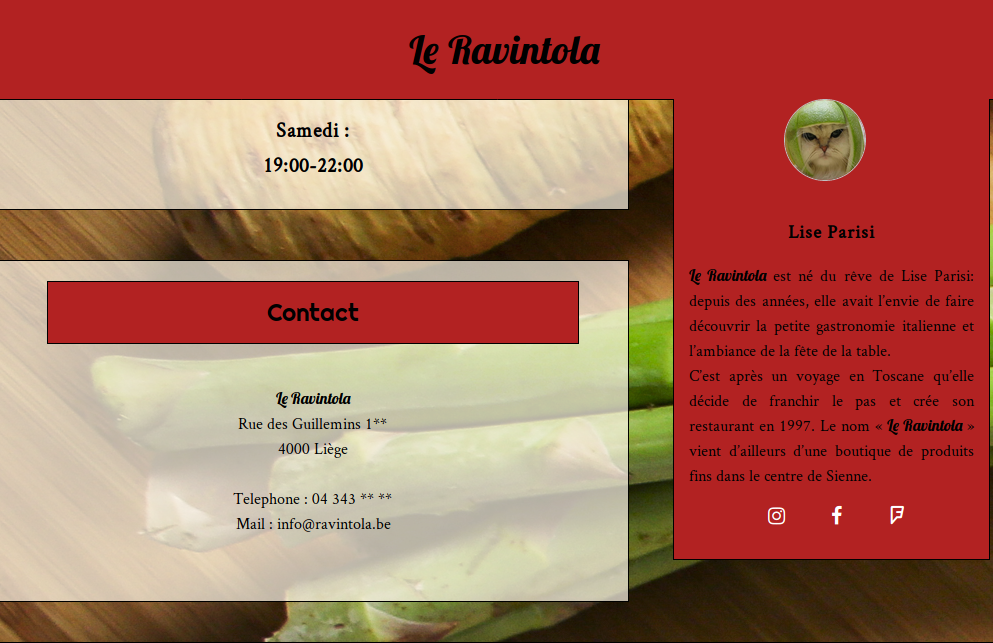 Le Ravintola
Samedi :
19:00-22:00
Contact
Le Ravintola
Rue des Guillemins 1**
4000 Liège
Telephone : 04 343 ** **
Mail : info@ravintola.be
Lise Parisi
Le Ravintola est né du rêve de Lise Parisi:
depuis des années, elle avait l'envie de faire
découvrir la petite gastronomie italienne et
l'ambiance de la fête de la table.
C'est après un voyage en Toscane qu'elle
décide de franchir le pas et crée son
restaurant en 1997. Le nom « Le Ravintola »
vient d'ailleurs d'une boutique de produits
fins dans le centre de Sienne.